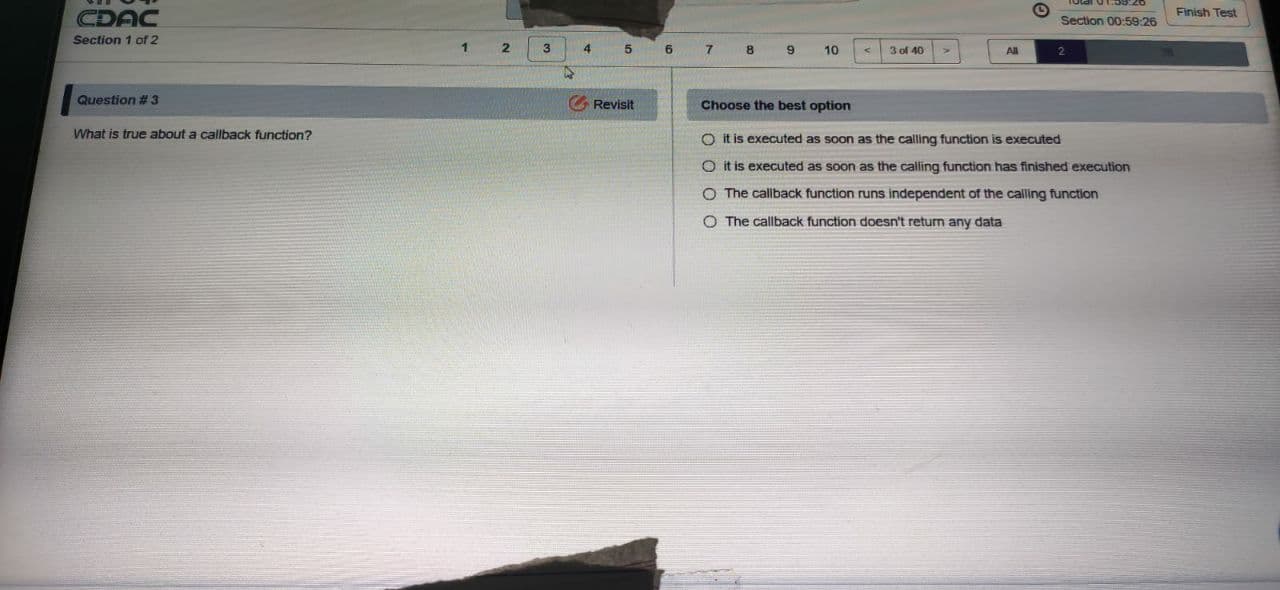 CDAC
Section 1 of 2
1 2 3 4 5 6 7 8 9 10 < 3 of 40 > All 2
Total 01:59:26
Section 00:59:26
Finish Test
Question # 3
Revisit
What is true about a callback function?
Choose the best option
it is executed as soon as the calling function is executed
it is executed as soon as the calling function has finished execution
The callback function runs independent of the calling function
The callback function doesn't return any data